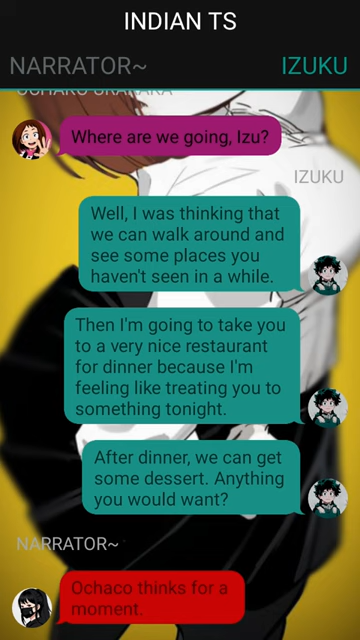 INDIAN TS
NARRATOR~ IZUKU
OCHAKO URARAKA
Where are we going, Izu?
IZUKU
Well, I was thinking that
we can walk around and
see some places you
haven't seen in a while.
Then I'm going to take you
to a very nice restaurant
for dinner because I'm
feeling like treating you to
something tonight.
After dinner, we can get
some dessert. Anything
you would want?
NARRATOR~
Ochaco thinks for a
moment.